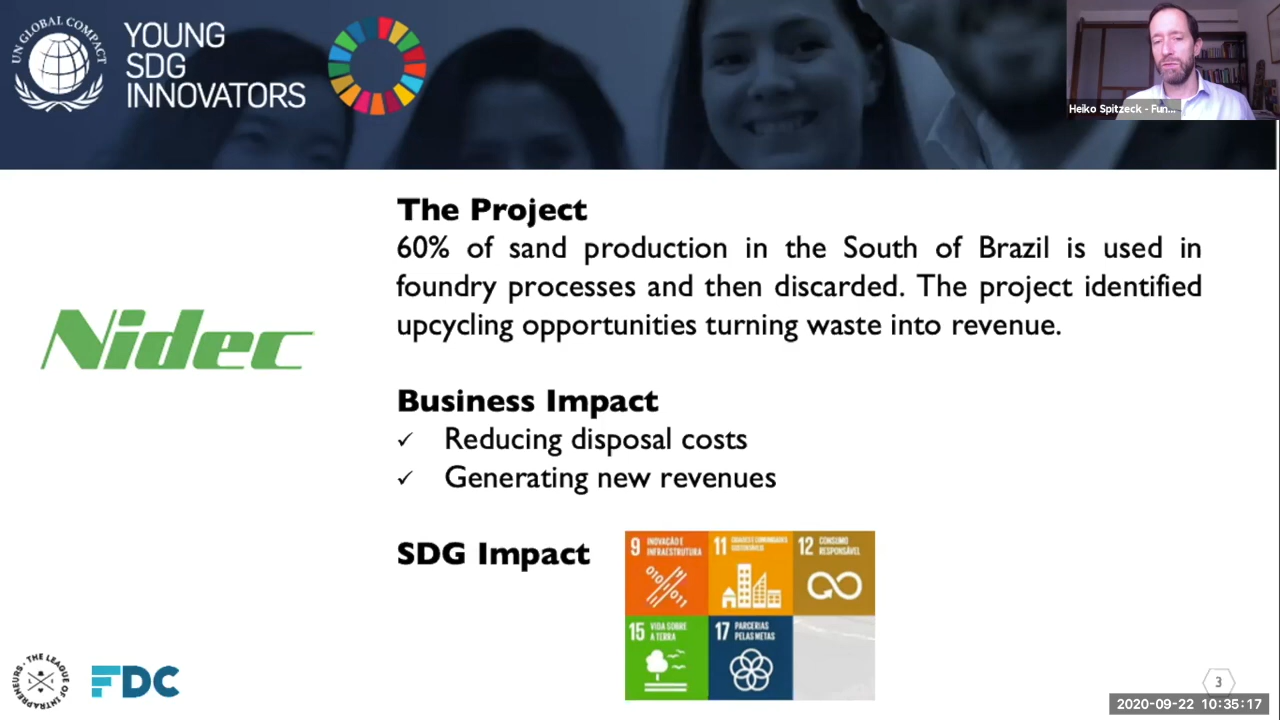 UN GLOBAL COMPACT
YOUNG
SDG
INNOVATORS
Heiko Spitzeck - Fun...
The Project
60% of sand production in the South of Brazil is used in
foundry processes and then discarded. The project identified
upcycling opportunities turning waste into revenue.
Nidec
Business Impact
✓ Reducing disposal costs
✓ Generating new revenues
SDG Impact
9 INOVAÇÃO E
INFRAESTRUTURA
11 CIDADES E COMUNIDADES
SUSTENTÁVEIS
12 CONSUMO
RESPONSÁVEL
15 VIDA SOBRE
A TERRA
17 PARCERIAS
PELAS METAS
THE LEAGUE OF INTRAPRENEURS
FDC
3
2020-09-22 10:35:17